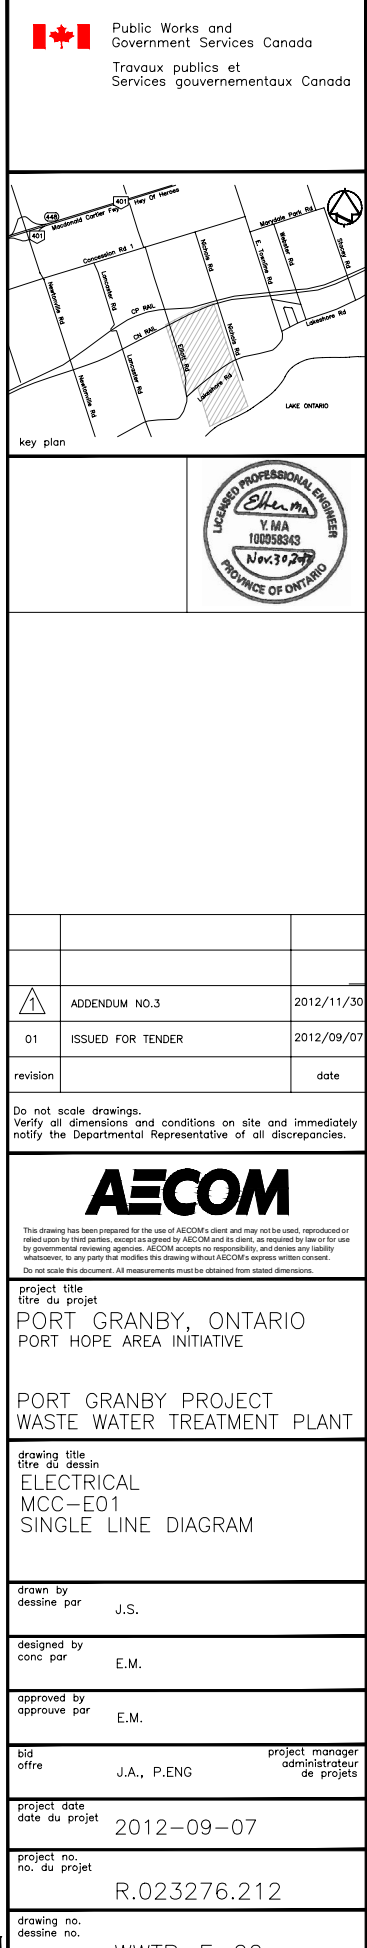 Public Works and
Government Services Canada
Travaux publics et
Services gouvernementaux Canada
448
401
401
Macdonald Cartier Fwy
Hwy Of Heroes
Concession Rd 1
Marydale Park Rd
Newtonville Rd
Lancaster Rd
Nichols Rd
E. Townline Rd
Webster Rd
Stacey Rd
CP RAIL
CN RAIL
Lakeshore Rd
Newtonville Rd
Lancaster Rd
Elliott Rd
Nichols Rd
Lakeshore Rd
LAKE ONTARIO
key plan
LICENSED PROFESSIONAL ENGINEER
Y. MA
100058343
Nov.30,2012
PROVINCE OF ONTARIO
1 ADDENDUM NO.3 2012/11/30
01 ISSUED FOR TENDER 2012/09/07
revision date
Do not scale drawings.
Verify all dimensions and conditions on site and immediately
notify the Departmental Representative of all discrepancies.
AECOM
This drawing has been prepared for the use of AECOM's client and may not be used, reproduced or
relied upon by third parties, except as agreed by AECOM and its client, as required by law or for use
by governmental reviewing agencies. AECOM accepts no responsibility, and denies any liability
whatsoever, to any party that modifies this drawing without AECOM's express written consent.
Do not scale this document. All measurements must be obtained from stated dimensions.
project title
titre du projet
PORT GRANBY, ONTARIO
PORT HOPE AREA INITIATIVE
PORT GRANBY PROJECT
WASTE WATER TREATMENT PLANT
drawing title
titre du dessin
ELECTRICAL
MCC-E01
SINGLE LINE DIAGRAM
drawn by
dessine par
J.S.
designed by
conc par
E.M.
approved by
approuve par
E.M.
bid
offre
J.A., P.ENG
project manager
administrateur
de projets
project date
date du projet
2012-09-07
project no.
no. du projet
R.023276.212
drawing no.
dessine no.